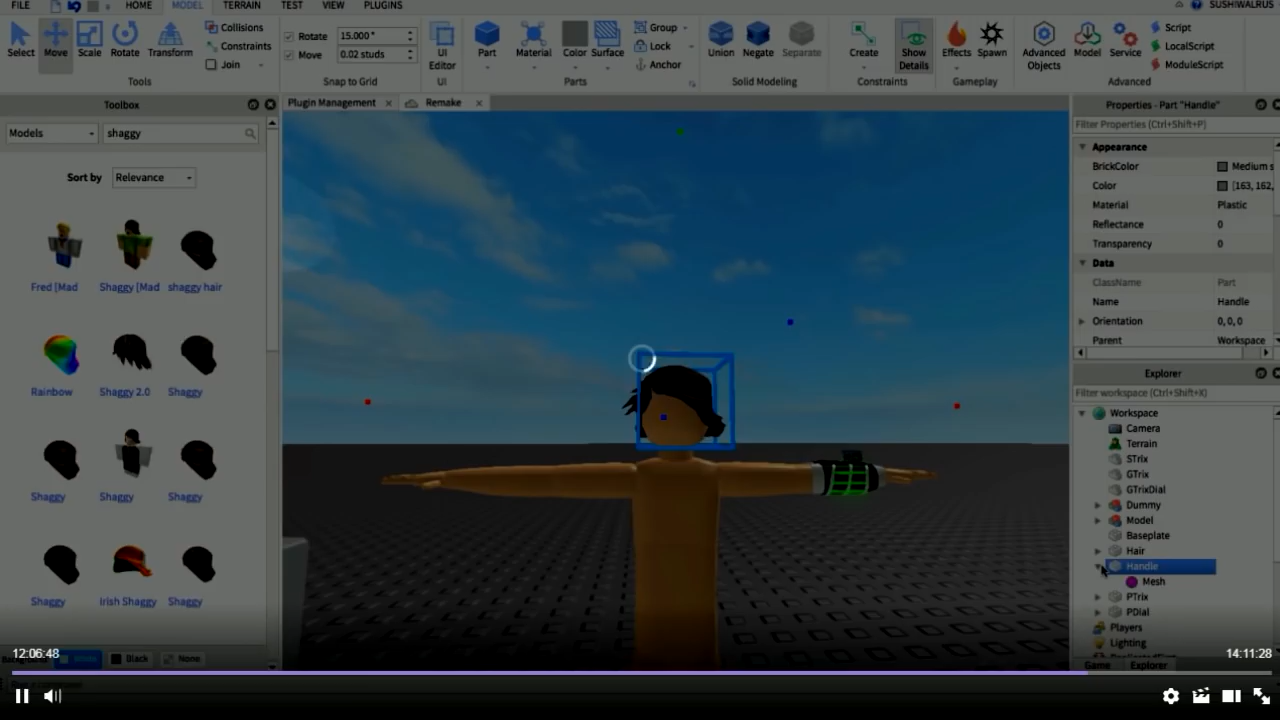 FILE HOME MODEL TERRAIN TEST VIEW PLUGINS SUSHIWALRUS
Select Move Scale Rotate Transform
Collisions
Constraints
Join
Tools
Rotate 15.000 °
Move 0.02 studs
Snap to Grid
UI Editor
UI
Part Material Color Surface
Group
Lock
Anchor
Parts
Union Negate Separate
Solid Modeling
Create Show Details
Constraints
Effects Spawn
Gameplay
Advanced Objects Model Service
Script
LocalScript
ModuleScript
Advanced
Toolbox
Models shaggy
Sort by Relevance
Fred [Mad Shaggy [Mad shaggy hair
Rainbow Shaggy 2.0 Shaggy
Shaggy Shaggy Shaggy
Shaggy Irish Shaggy Shaggy
Black None
Plugin Management Remake
Properties - Part "Handle"
Filter Properties (Ctrl+Shift+P)
Appearance
BrickColor Medium s
Color [163, 162,
Material Plastic
Reflectance 0
Transparency 0
Data
ClassName Part
Name Handle
Orientation 0, 0, 0
Parent Workspace
Explorer
Filter workspace (Ctrl+Shift+X)
Workspace
Camera
Terrain
STrix
GTrix
GTrixDial
Dummy
Model
Baseplate
Hair
Handle
Mesh
PTrix
PDial
Players
Lighting
Game Explorer
12:06:48 14:11:28